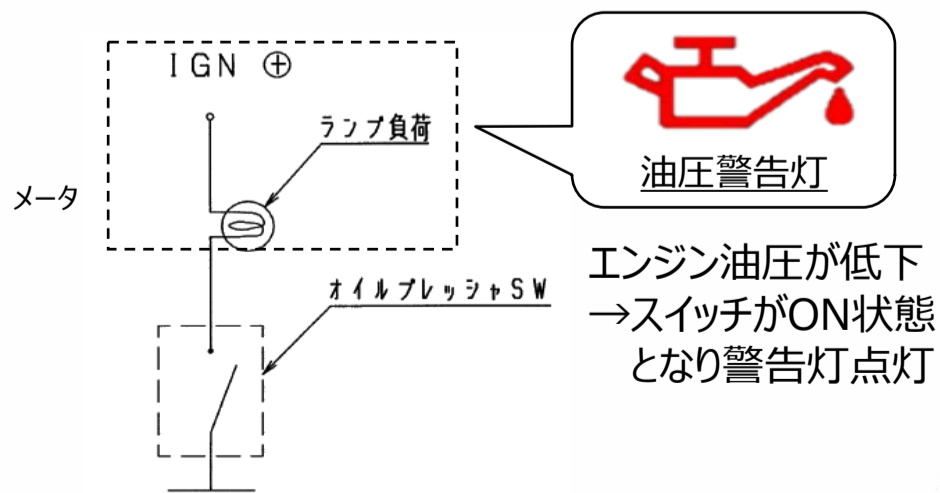 IGN ⊕
ランプ負荷
メータ
オイルプレッシャSW
油圧警告灯
エンジン油圧が低下
→スイッチがON状態
となり警告灯点灯